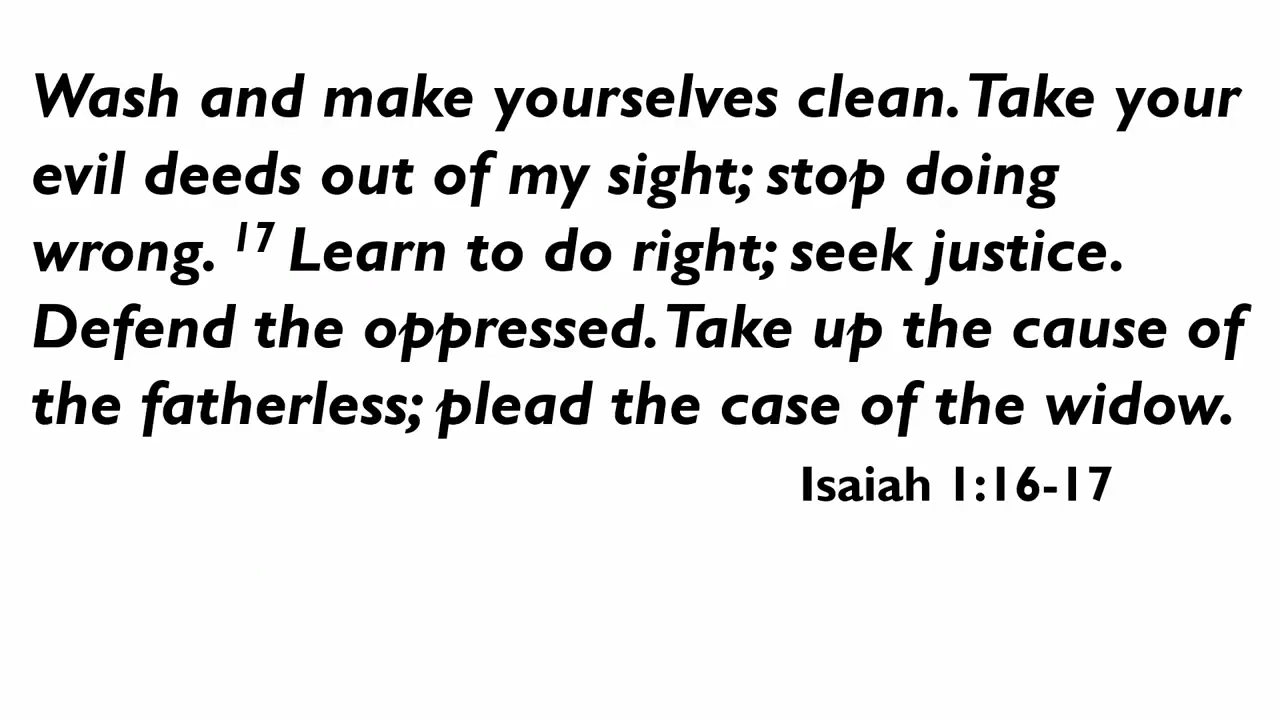 Wash and make yourselves clean. Take your
evil deeds out of my sight; stop doing
wrong. 17 Learn to do right; seek justice.
Defend the oppressed. Take up the cause of
the fatherless; plead the case of the widow.
Isaiah 1:16-17